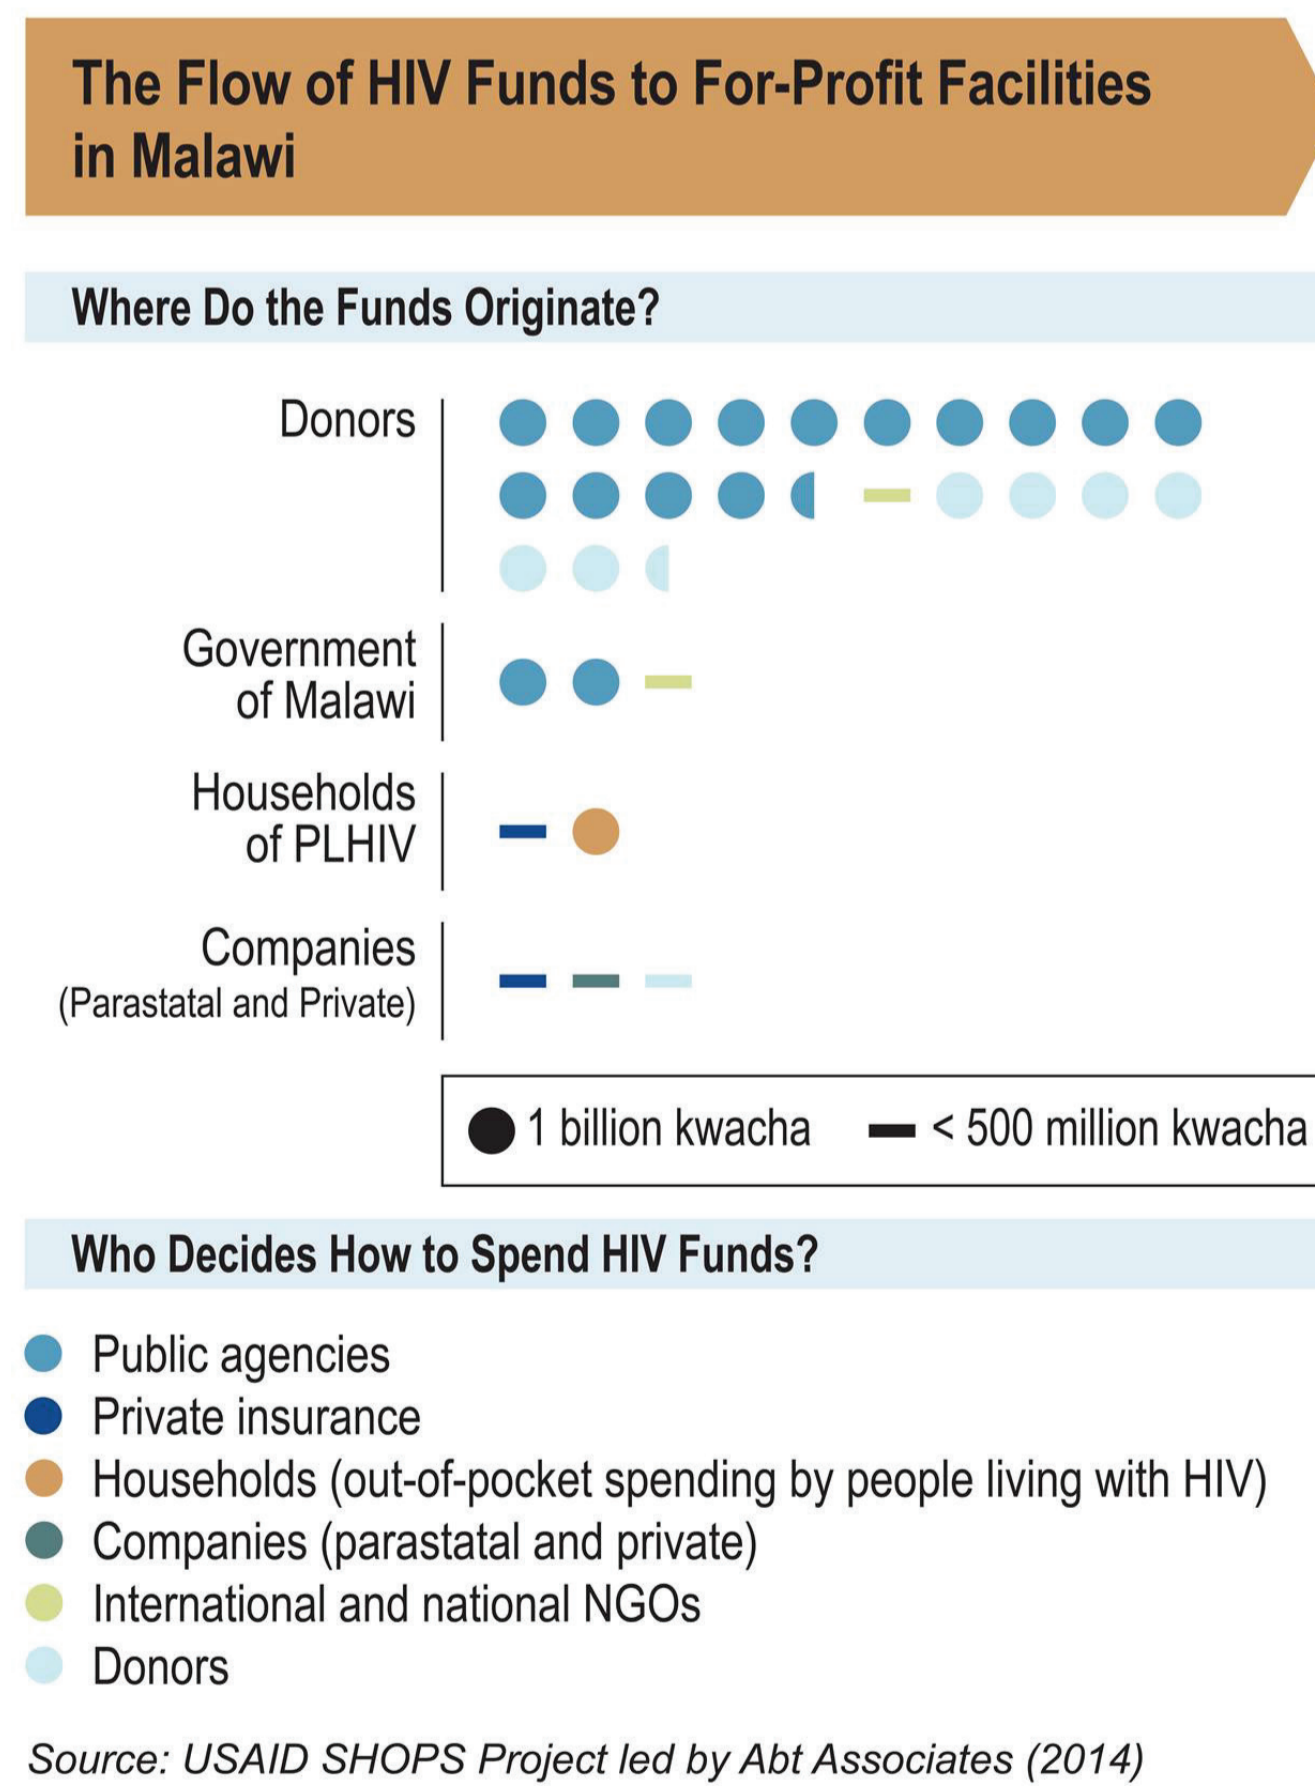 The Flow of HIV Funds to For-Profit Facilities
in Malawi
Where Do the Funds Originate?
Donors
Government
of Malawi
Households
of PLHIV
Companies
(Parastatal and Private)
1 billion kwacha < 500 million kwacha
Who Decides How to Spend HIV Funds?
Public agencies
Private insurance
Households (out-of-pocket spending by people living with HIV)
Companies (parastatal and private)
International and national NGOs
Donors
Source: USAID SHOPS Project led by Abt Associates (2014)